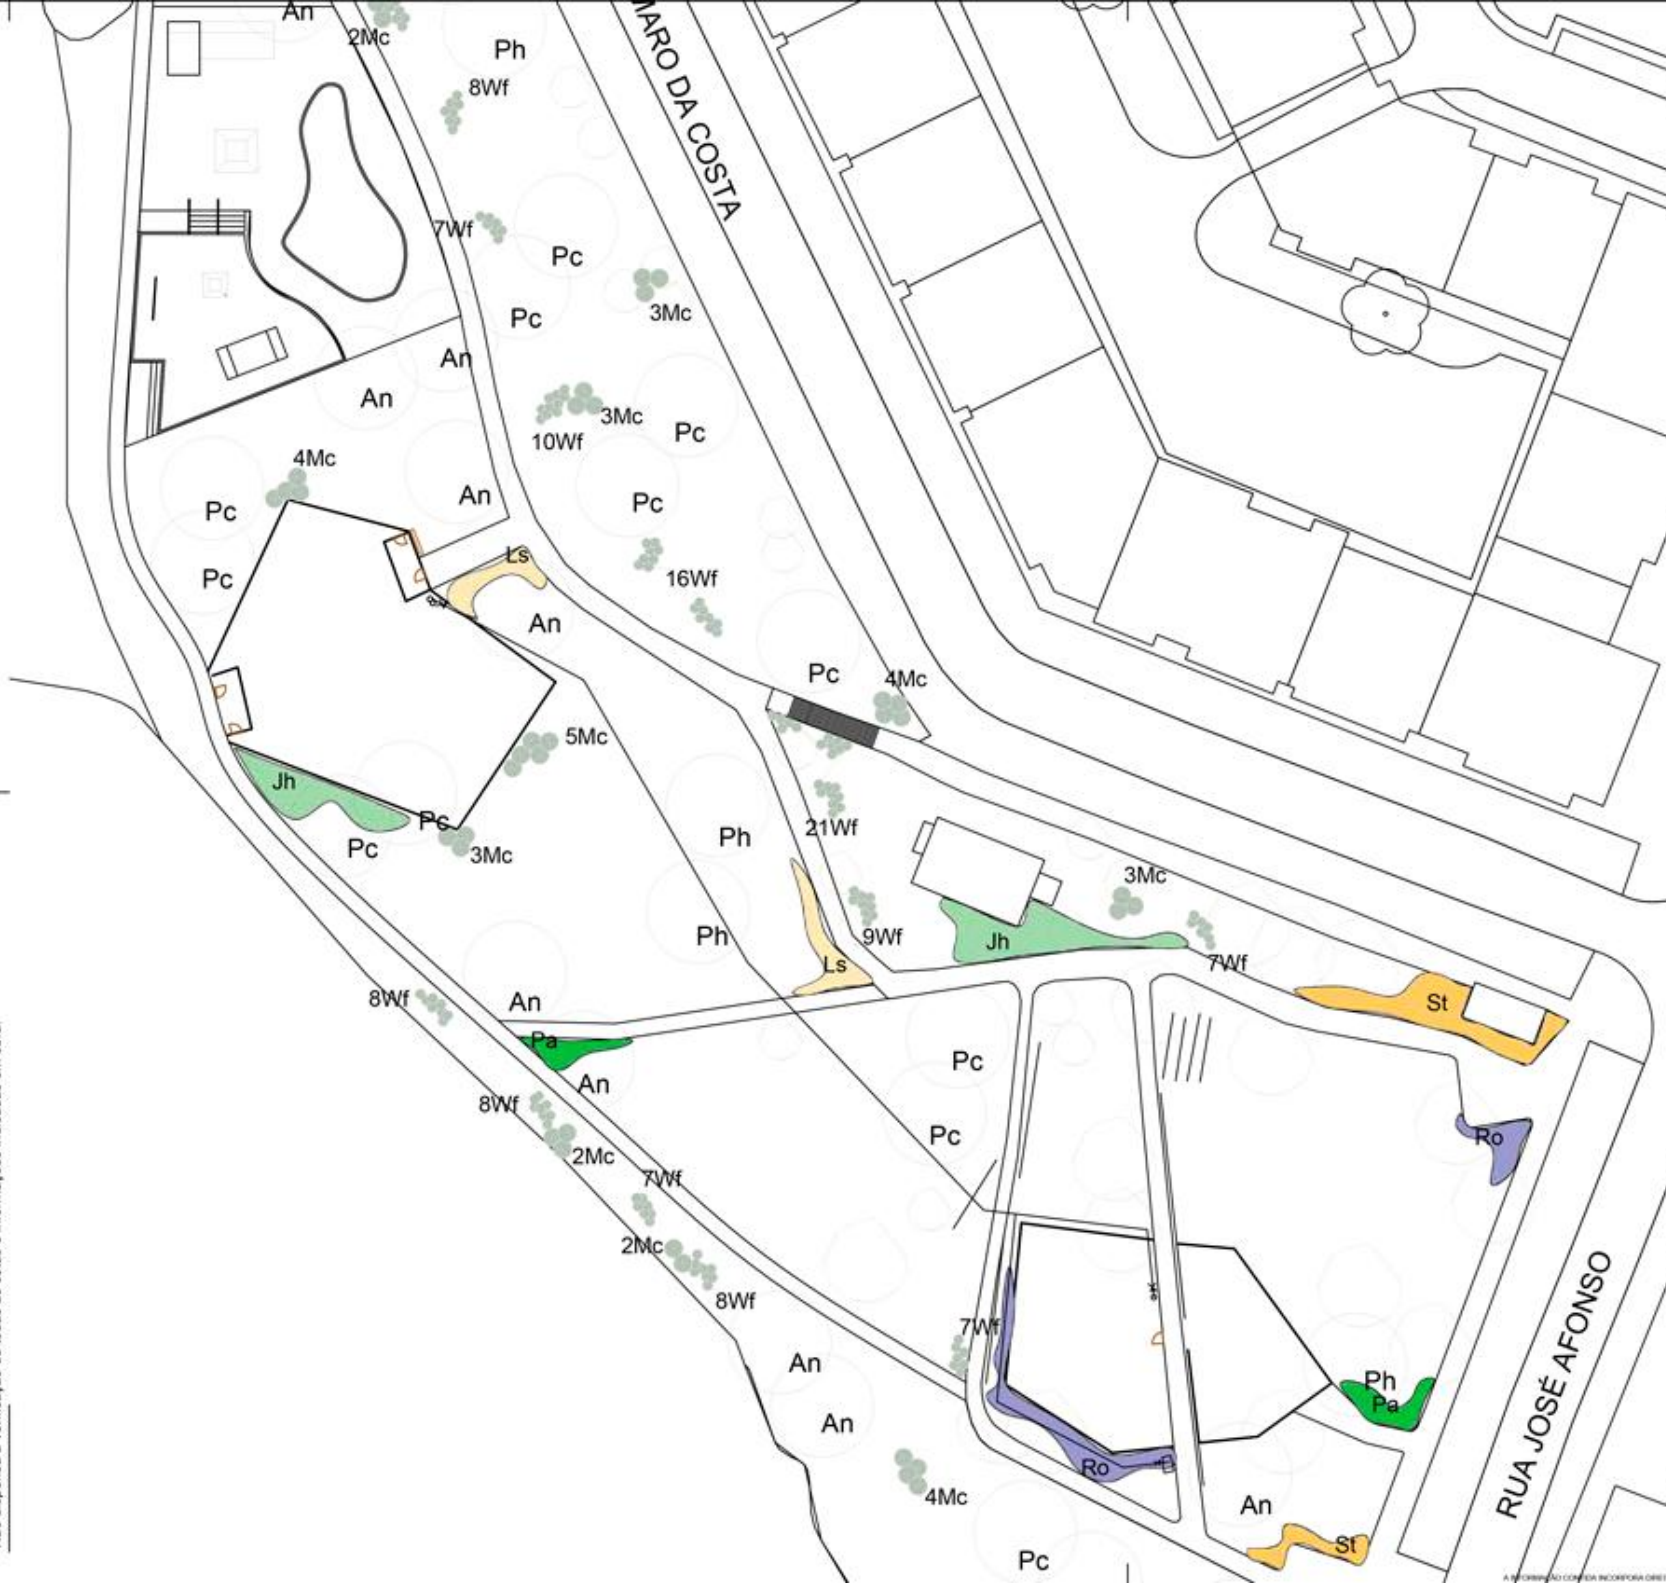 An
2Mc
Ph
MARO DA COSTA
8Wf
7Wf
Pc
3Mc
Pc
An
An
3Mc
10Wf
Pc
4Mc
An
Pc
Pc
Ls
16Wf
Pc
An
Pc
4Mc
5Mc
Jh
Pc
Pc
3Mc
21Wf
Ph
3Mc
Ph
9Wf
Jh
7Wf
Ls
8Wf
An
St
Pa
Pc
An
8Wf
Pc
Ro
2Mc
7Wf
2Mc
8Wf
7Wf
An
Ph
Pa
RUA JOSÉ AFONSO
An
Ro
4Mc
An
St
Pc